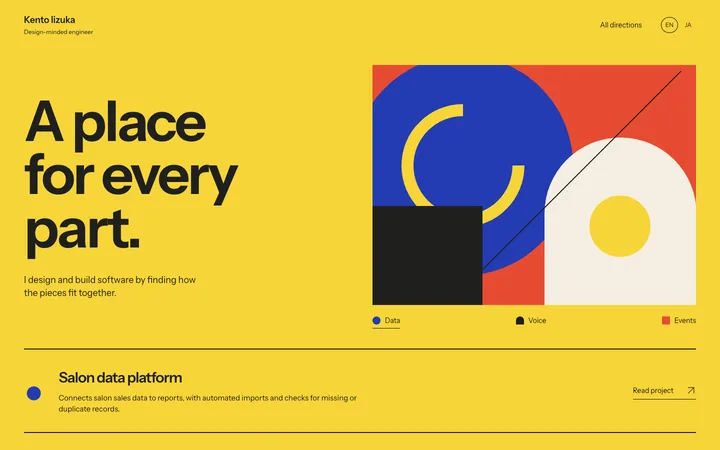 Kento Iizuka
Design-minded engineer
All directions
EN
JA
A place
for every
part.
I design and build software by finding how
the pieces fit together.
Data
Voice
Events
Salon data platform
Connects salon sales data to reports, with automated imports and checks for missing or
duplicate records.
Read project